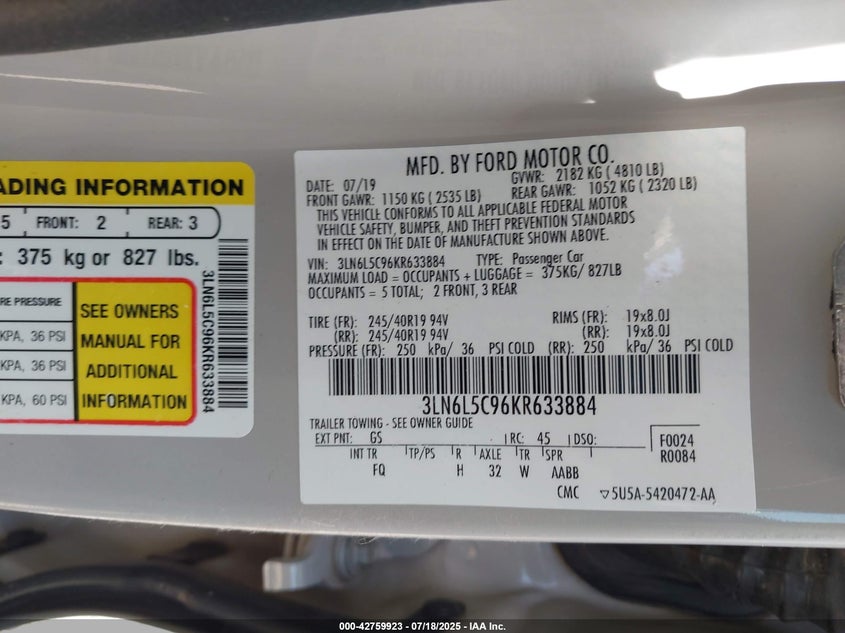 ADING INFORMATION
5 FRONT: 2 REAR: 3
: 375 kg or 827 lbs.
RE PRESSURE
KPA, 36 PSI
KPA, 36 PSI
KPA, 60 PSI
SEE OWNERS
MANUAL FOR
ADDITIONAL
INFORMATION
3LN6L5C96KR633884
MFD. BY FORD MOTOR CO.
DATE: 07/19 GVWR: 2182 KG ( 4810 LB)
FRONT GAWR: 1150 KG ( 2535 LB) REAR GAWR: 1052 KG ( 2320 LB)
THIS VEHICLE CONFORMS TO ALL APPLICABLE FEDERAL MOTOR
VEHICLE SAFETY, BUMPER, AND THEFT PREVENTION STANDARDS
IN EFFECT ON THE DATE OF MANUFACTURE SHOWN ABOVE.
VIN: 3LN6L5C96KR633884 TYPE: Passenger Car
MAXIMUM LOAD = OCCUPANTS + LUGGAGE = 375KG/ 827LB
OCCUPANTS = 5 TOTAL; 2 FRONT, 3 REAR
TIRE (FR): 245/40R19 94V RIMS (FR): 19x8.0J
(RR): 245/40R19 94V (RR): 19x8.0J
PRESSURE (FR): 250 kPa/ 36 PSI COLD (RR): 250 kPa/ 36 PSI COLD
3LN6L5C96KR633884
TRAILER TOWING - SEE OWNER GUIDE
EXT PNT: GS RC: 45 DSO: F0024
INT TR TP/PS R AXLE TR SPR R0084
FQ H 32 W AABB
CMC ▽5U5A-5420472-AA
000-42759923 / 07/18/2025 - IAA Inc.